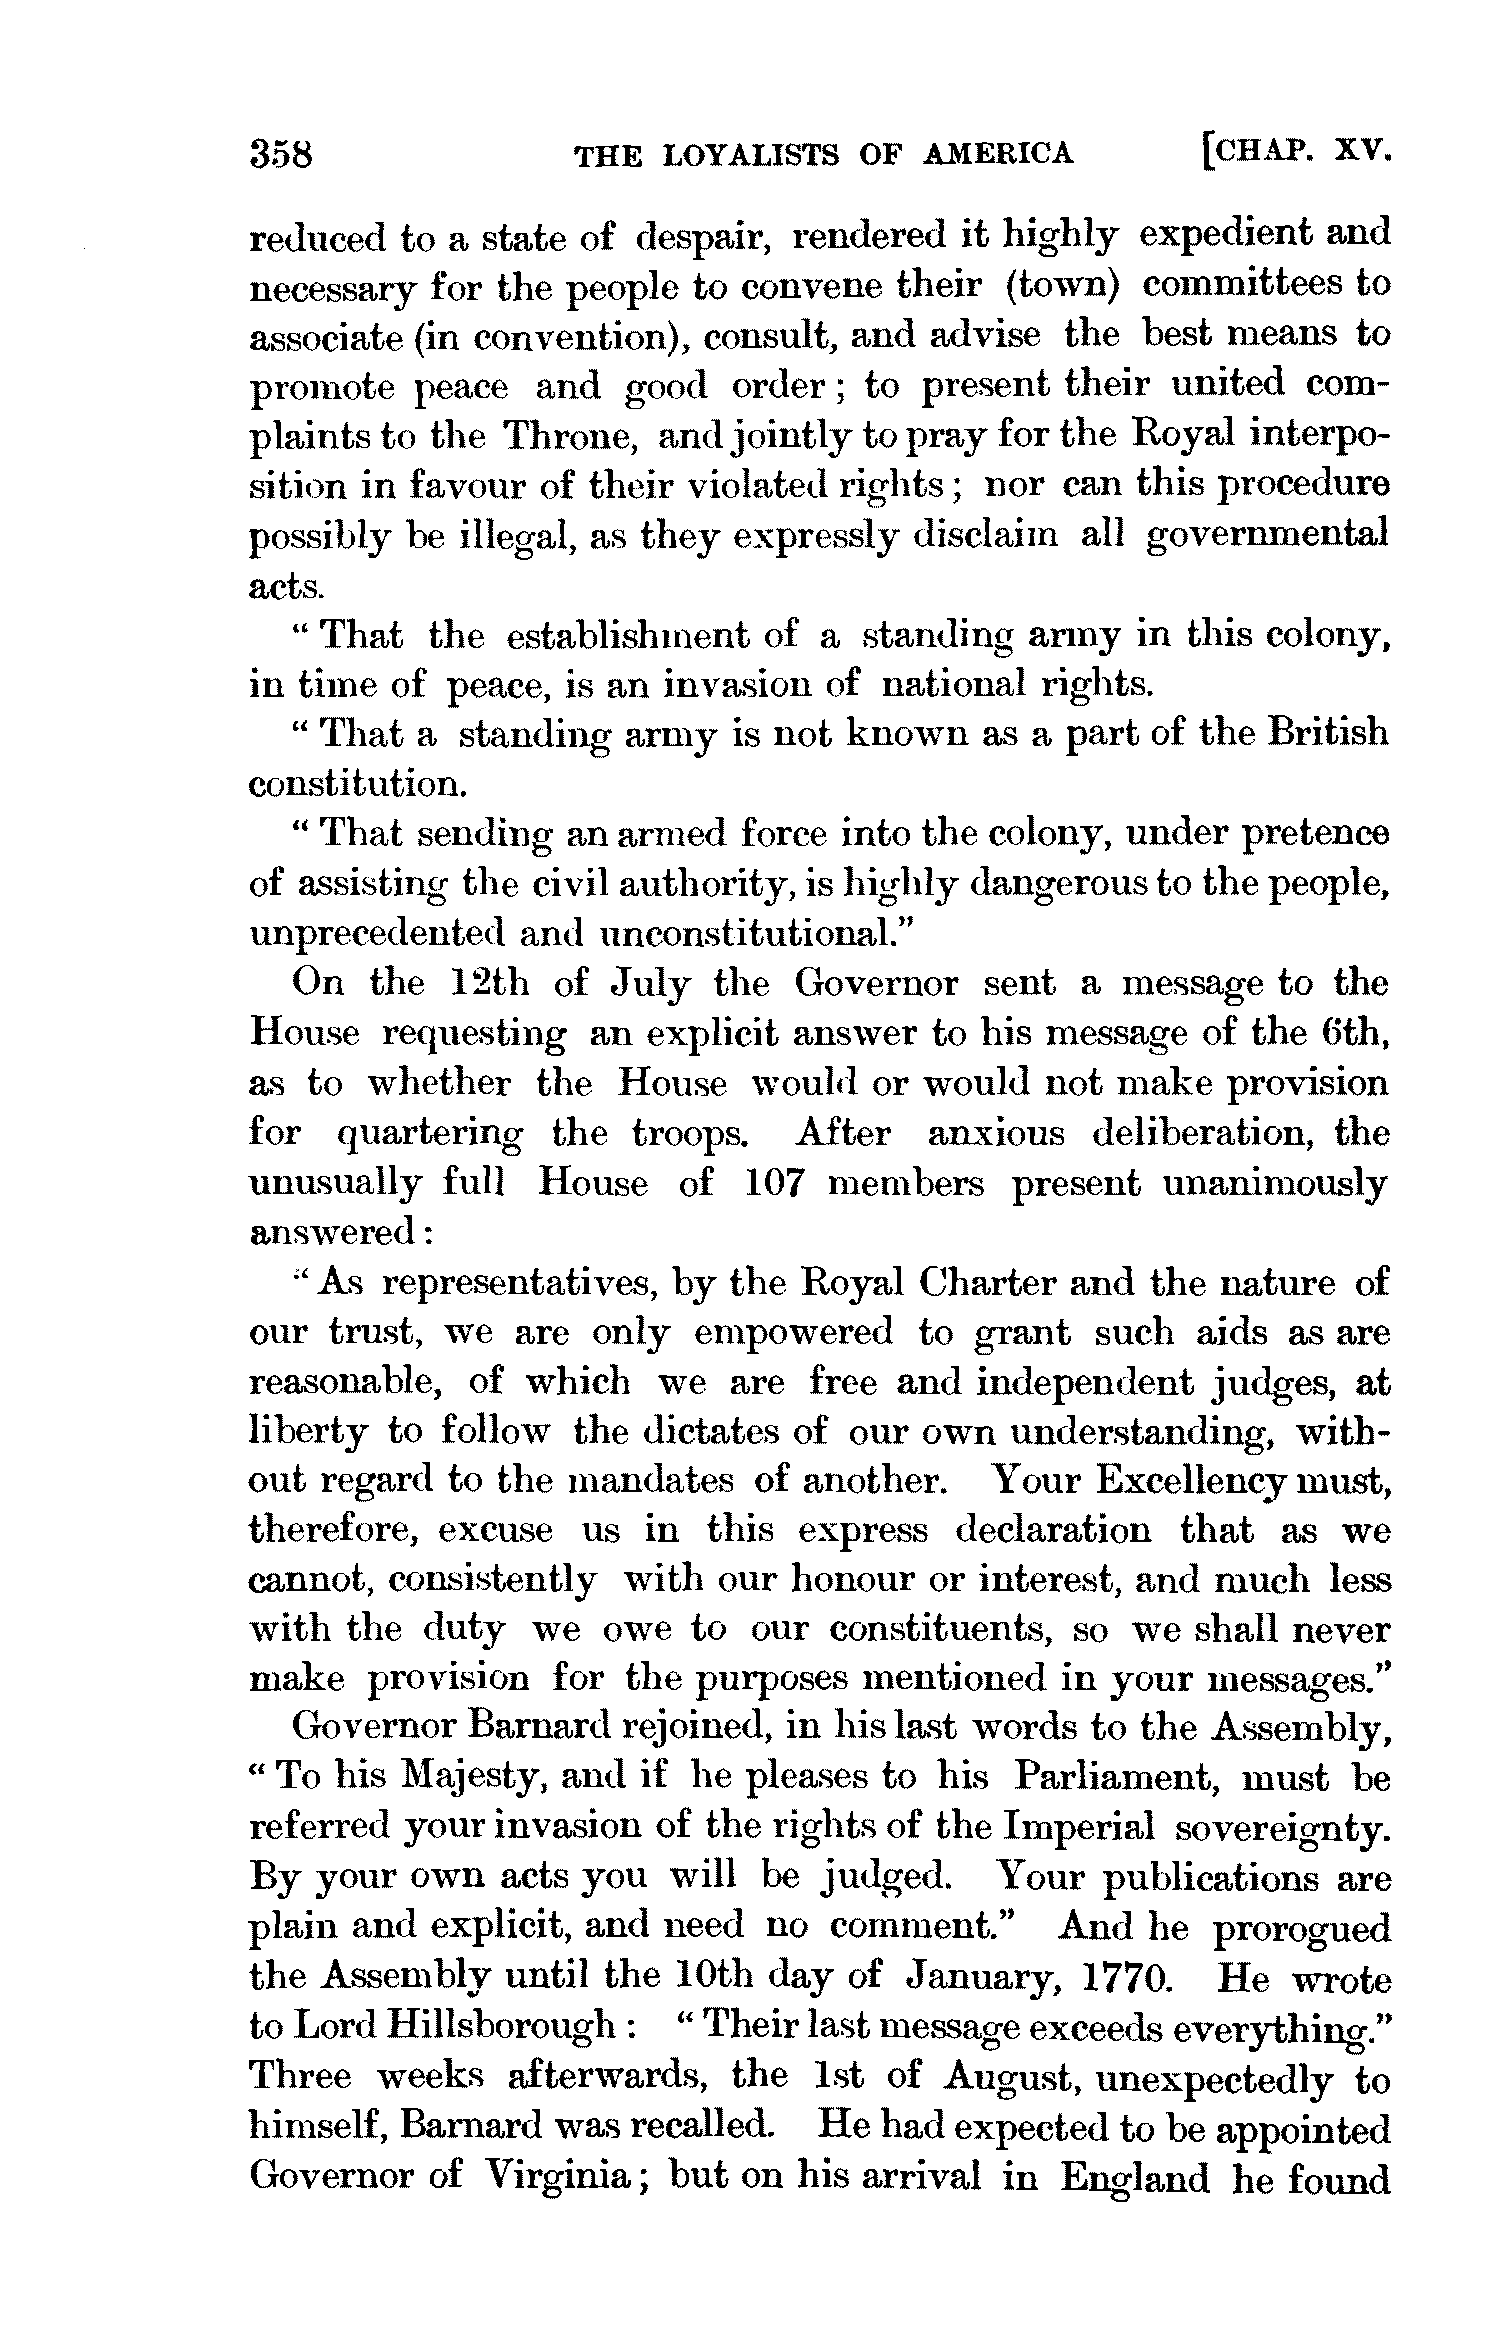 358 THE LOYALISTS OF AMERICA [CHAP. XV.
reduced to a state of despair, rendered it highly expedient and
necessary for the people to convene their (town) committees to
associate (in convention), consult, and advise the best means to
promote peace and good order; to present their united com-
plaints to the Throne, and jointly to pray for the Royal interpo-
sition in favour of their violated rights; nor can this procedure
possibly be illegal, as they expressly disclaim all governmental
acts.
"That the establishment of a standing army in this colony,
in time of peace, is an invasion of national rights.
"That a standing army is not known as a part of the British
constitution.
"That sending an armed force into the colony, under pretence
of assisting the civil authority, is highly dangerous to the people,
unprecedented and unconstitutional."
On the 12th of July the Governor sent a message to the
House requesting an explicit answer to his message of the 6th,
as to whether the House would or would not make provision
for quartering the troops. After anxious deliberation, the
unusually full House of 107 members present unanimously
answered:
"As representatives, by the Royal Charter and the nature of
our trust, we are only empowered to grant such aids as are
reasonable, of which we are free and independent judges, at
liberty to follow the dictates of our own understanding, with-
out regard to the mandates of another. Your Excellency must,
therefore, excuse us in this express declaration that as we
cannot, consistently with our honour or interest, and much less
with the duty we owe to our constituents, so we shall never
make provision for the purposes mentioned in your messages."
Governor Barnard rejoined, in his last words to the Assembly,
"To his Majesty, and if he pleases to his Parliament, must be
referred your invasion of the rights of the Imperial sovereignty.
By your own acts you will be judged. Your publications are
plain and explicit, and need no comment." And he prorogued
the Assembly until the 10th day of January, 1770. He wrote
to Lord Hillsborough: "Their last message exceeds everything."
Three weeks afterwards, the 1st of August, unexpectedly to
himself, Barnard was recalled. He had expected to be appointed
Governor of Virginia; but on his arrival in England he found